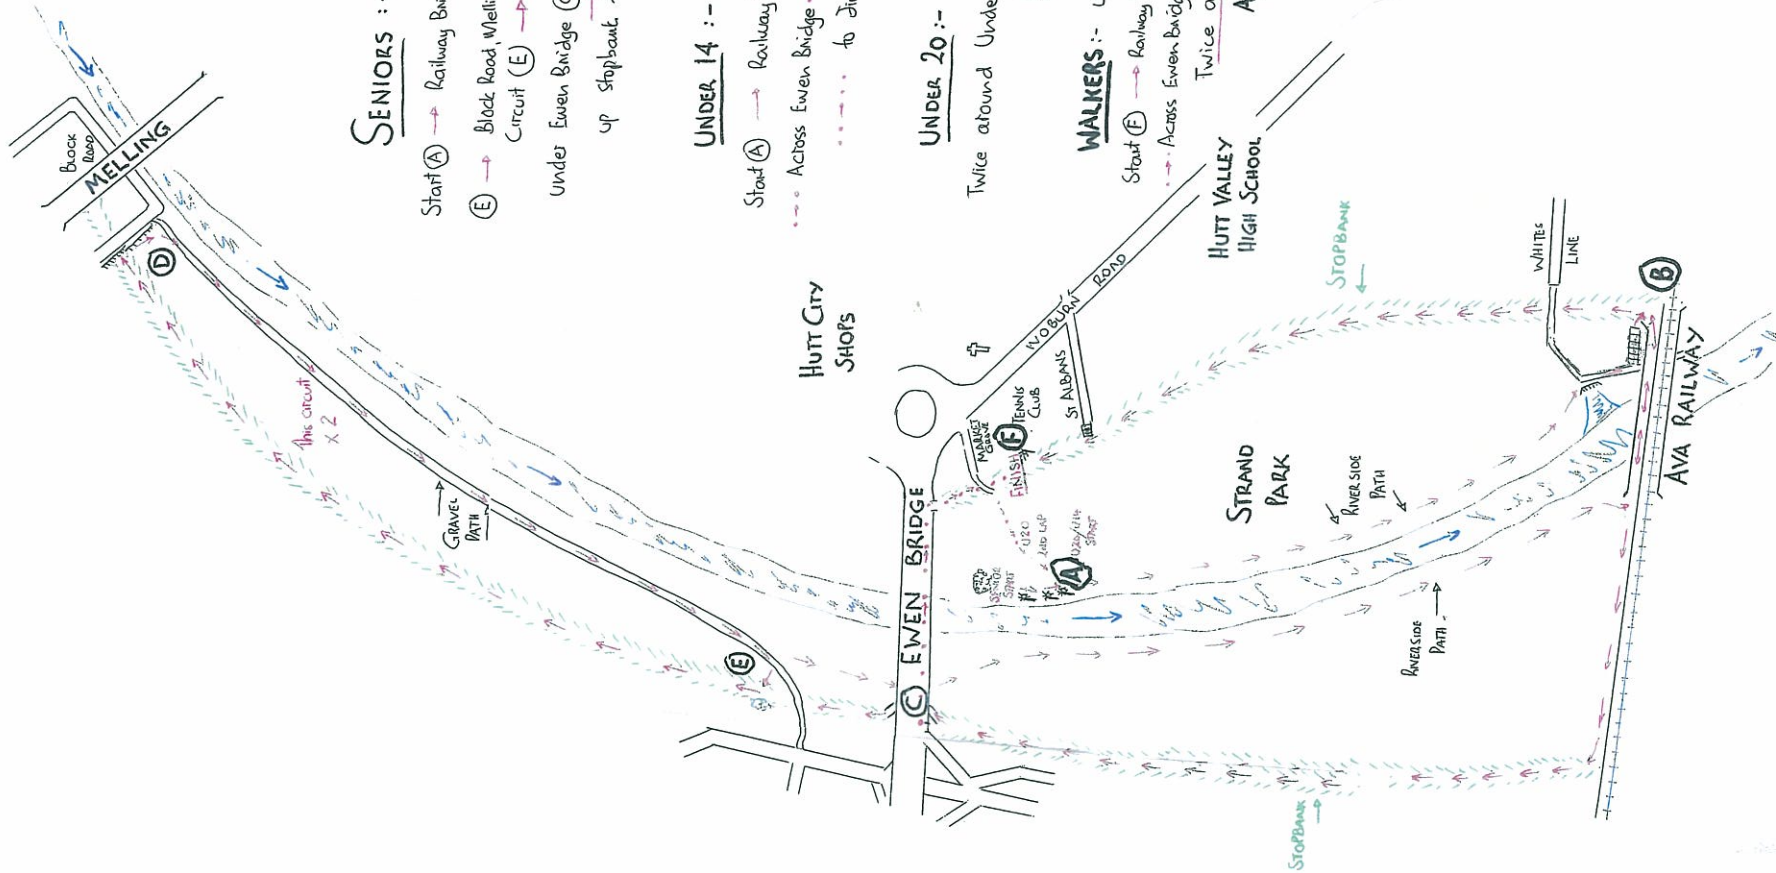 BLOCK
ROAD
MELLING
D
This circuit
X 2
GRAVEL
PATH
E
SENIORS :-
Start A → Railway
E → Block Road, Melli
Circuit E →
Under Ewen Bridge
up stopbank.
UNDER 14 :-
Start A → Railway
Across Ewen Bridge
to
UNDER 20:-
Twice around Unde
WALKERS:-
Start F → Railway
Across Ewen Bridg
Twice a
A
HUTT CITY
SHOPS
EWEN BRIDGE
C
WOBURN ROAD
HUTT VALLEY
HIGH SCHOOL
MARKET
GROVE
F
TENNIS
CLUB
ST ALBANS
FINISH
SENIOR
START
U20
2ND LAP
U20/U14
START
A
STRAND
PARK
RIVERSIDE
PATH
RIVERSIDE
PATH
STOPBANK
STOPBANK
WHITES
LINE
B
AVA RAILWAY